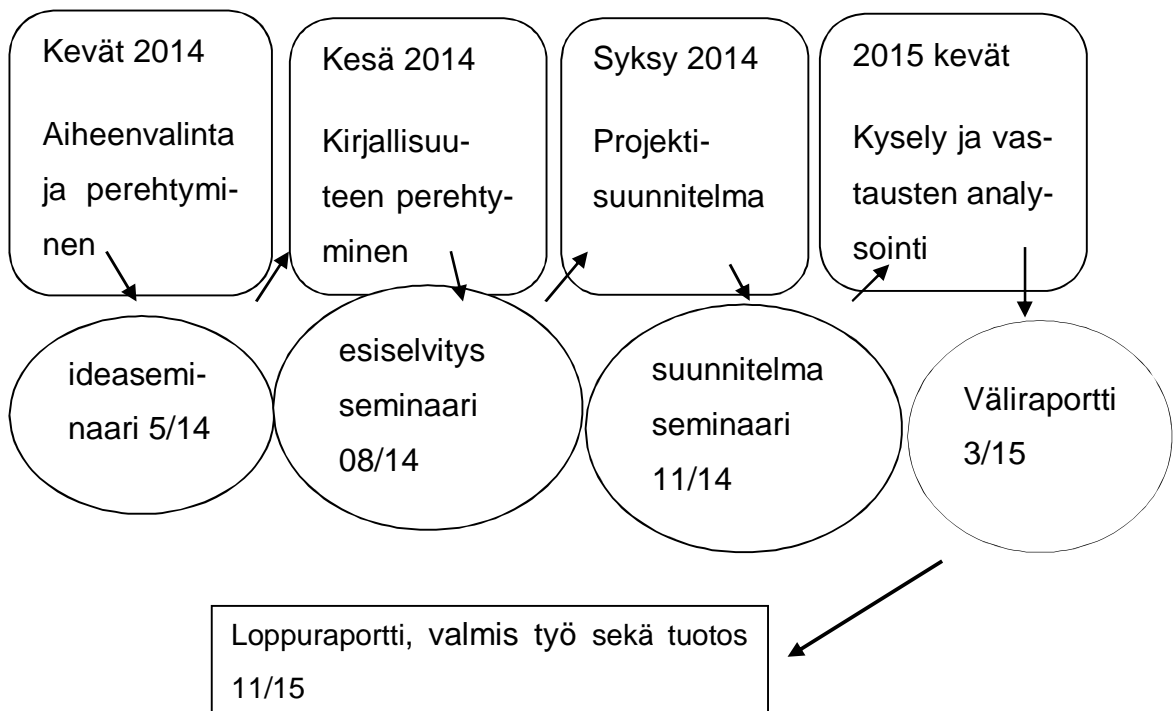 Kevät 2014
Aiheenvalinta
ja perehtymi-
nen
Kesä 2014
Kirjallisuu-
teen perehty-
minen
Syksy 2014
Projekti-
suunnitelma
2015 kevät
Kysely ja vas-
tausten analy-
sointi
ideasemi-
naari 5/14
esiselvitys
seminaari
08/14
suunnitelma
seminaari
11/14
Väliraportti
3/15
Loppuraportti, valmis työ sekä tuotos
11/15